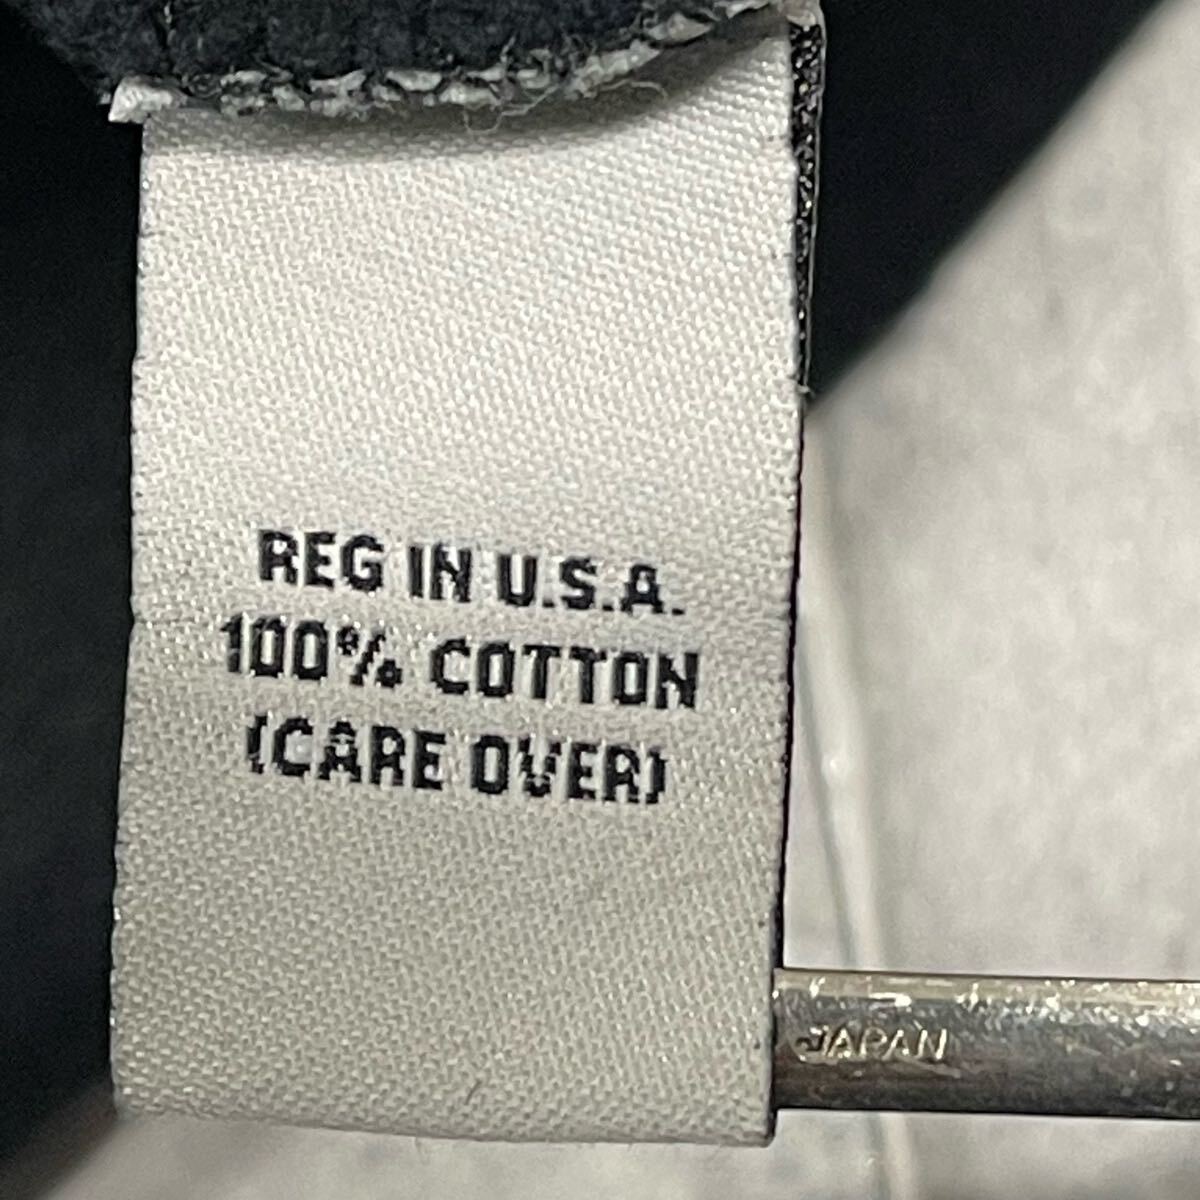 REG IN U.S.A.
100% COTTON
(CARE OVER)
JAPAN